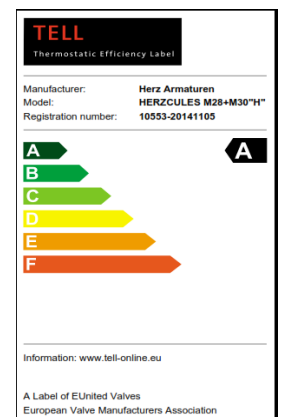 TELL
Thermostatic Efficiency Label
Manufacturer: Herz Armaturen
Model: HERZCULES M28+M30"H"
Registration number: 10553-20141105
A A
B
C
D
E
F
Information: www.tell-online.eu
A Label of EUnited Valves
European Valve Manufacturers Association